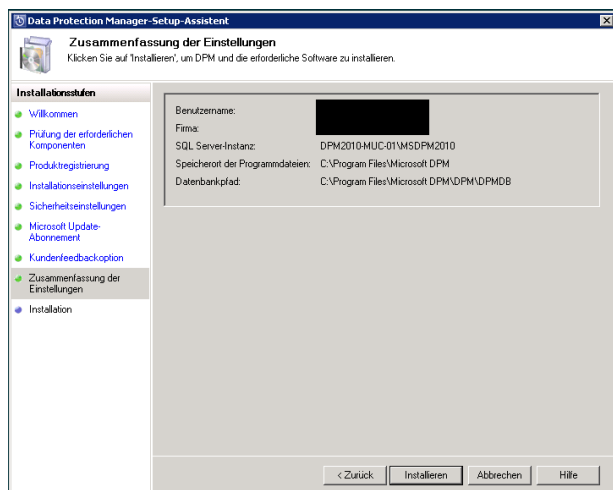 Data Protection Manager-Setup-Assistent
Zusammenfassung der Einstellungen
Klicken Sie auf 'Installieren', um DPM und die erforderliche Software zu installieren.
Installationsstufen
Willkommen
Prüfung der erforderlichen
Komponenten
Produktregistrierung
Installationseinstellungen
Sicherheitseinstellungen
Microsoft Update-
Abonnement
Kundenfeedbackoption
Zusammenfassung der
Einstellungen
Installation
Benutzername:
Firma:
SQL Server-Instanz: DPM2010-MUC-01\MSDPM2010
Speicherort der Programmdateien: C:\Program Files\Microsoft DPM
Datenbankpfad: C:\Program Files\Microsoft DPM\DPM\DPMDB
< Zurück Installieren Abbrechen Hilfe